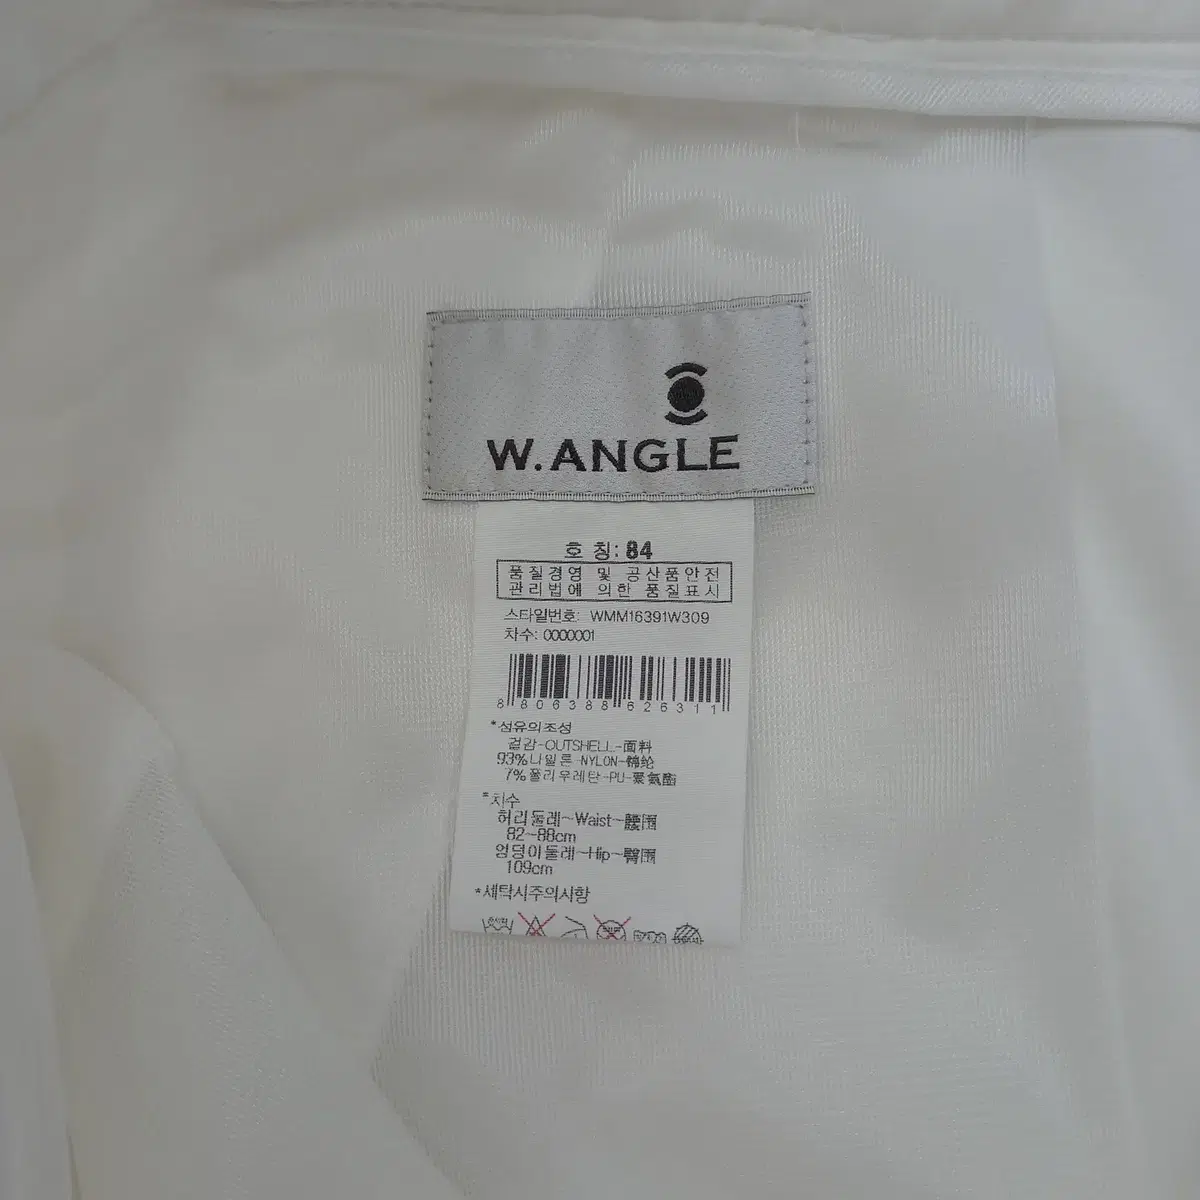 W.ANGLE
호 칭: 84
품질경영 및 공산품안전
관리법에 의한 품질표시
스타일번호: WMM16391W309
차수: 0000001
8 806388 626311
*섬유의조성
겉감-OUTSHELL-面料
93%나일론-NYLON-锦纶
7%폴리우레탄-PU-聚氨酯
*치수
허리둘레~Waist~腰围
82~88cm
엉덩이둘레~Hip~臀围
109cm
*세탁시주의사항